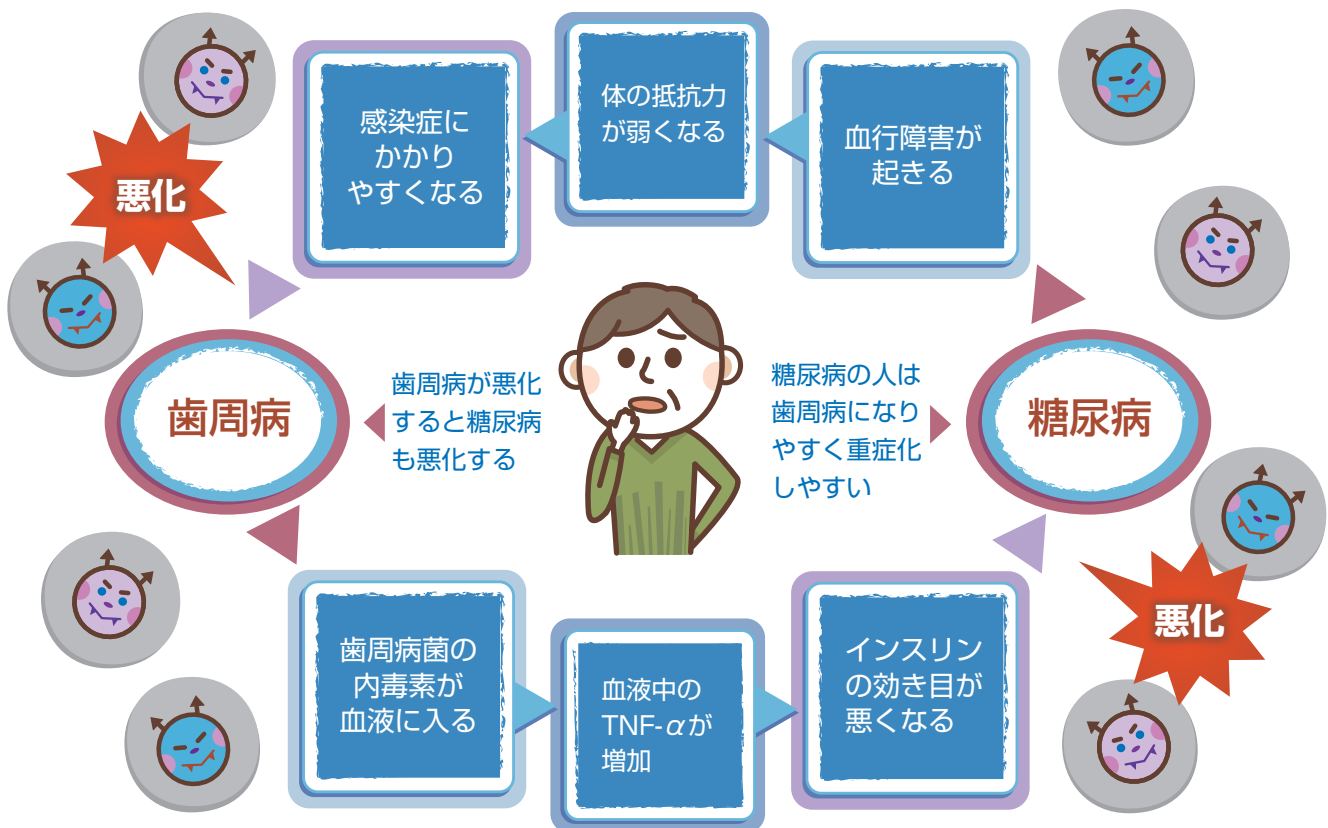 感染症に
かかり
やすくなる
体の抵抗力
が弱くなる
血行障害が
起きる
悪化
歯周病
歯周病が悪化
すると糖尿病
も悪化する
糖尿病の人は
歯周病になり
やすく重症化
しやすい
糖尿病
歯周病菌の
内毒素が
血液に入る
血液中の
TNF-αが
増加
インスリン
の効き目が
悪くなる
悪化